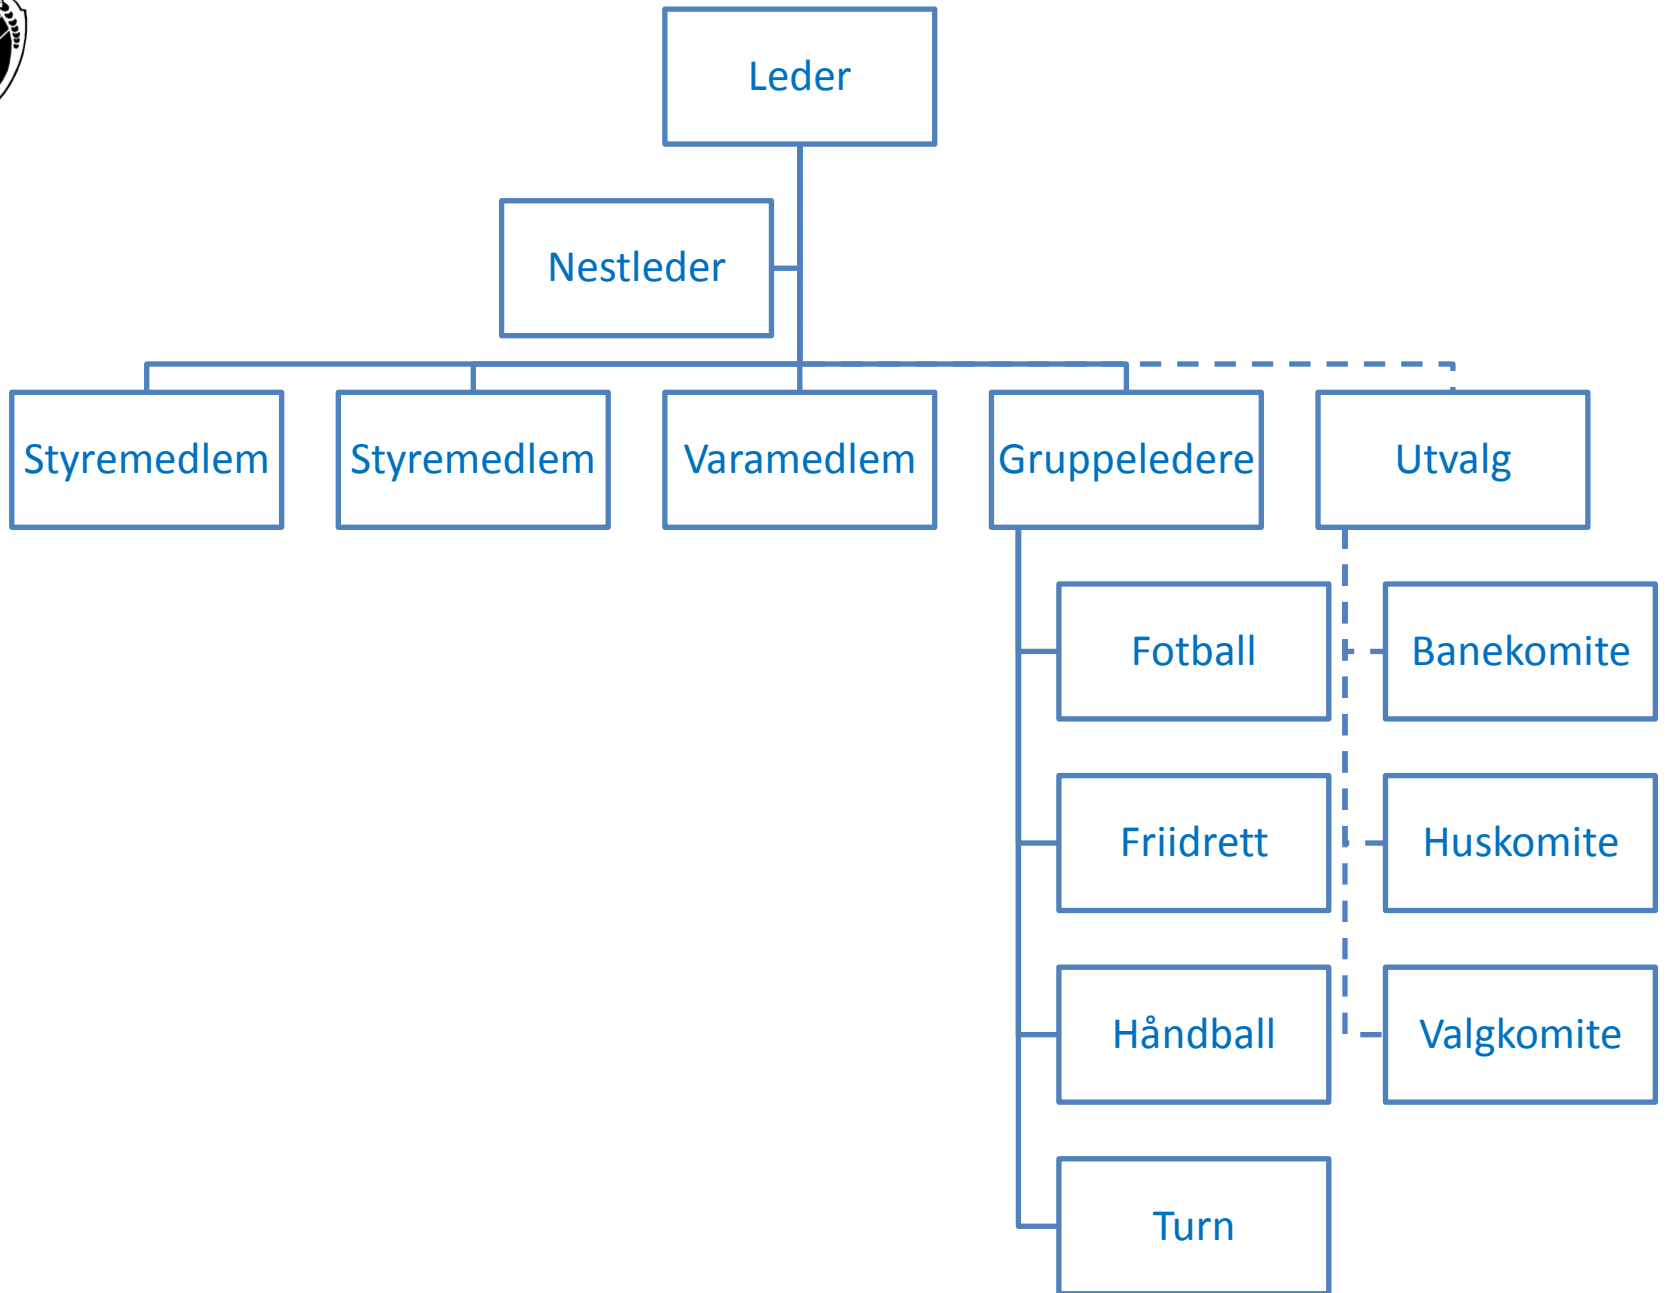 Leder
Nestleder
Styremedlem
Styremedlem
Varamedlem
Gruppeledere
Utvalg
Fotball
Banekomite
Friidrett
Huskomite
Håndball
Valgkomite
Turn